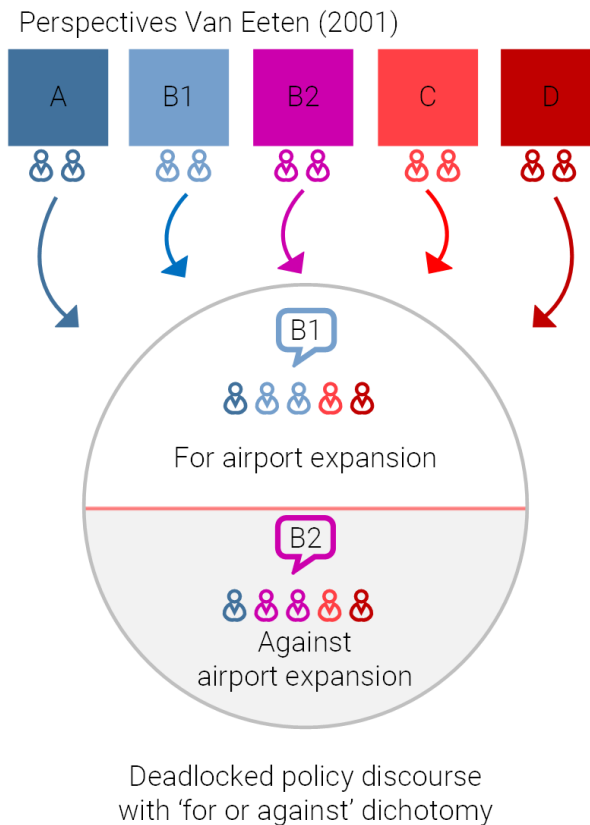 Perspectives Van Eeten (2001)
A B1 B2 C D
B1
For airport expansion
B2
Against
airport expansion
Deadlocked policy discourse
with ‘for or against’ dichotomy